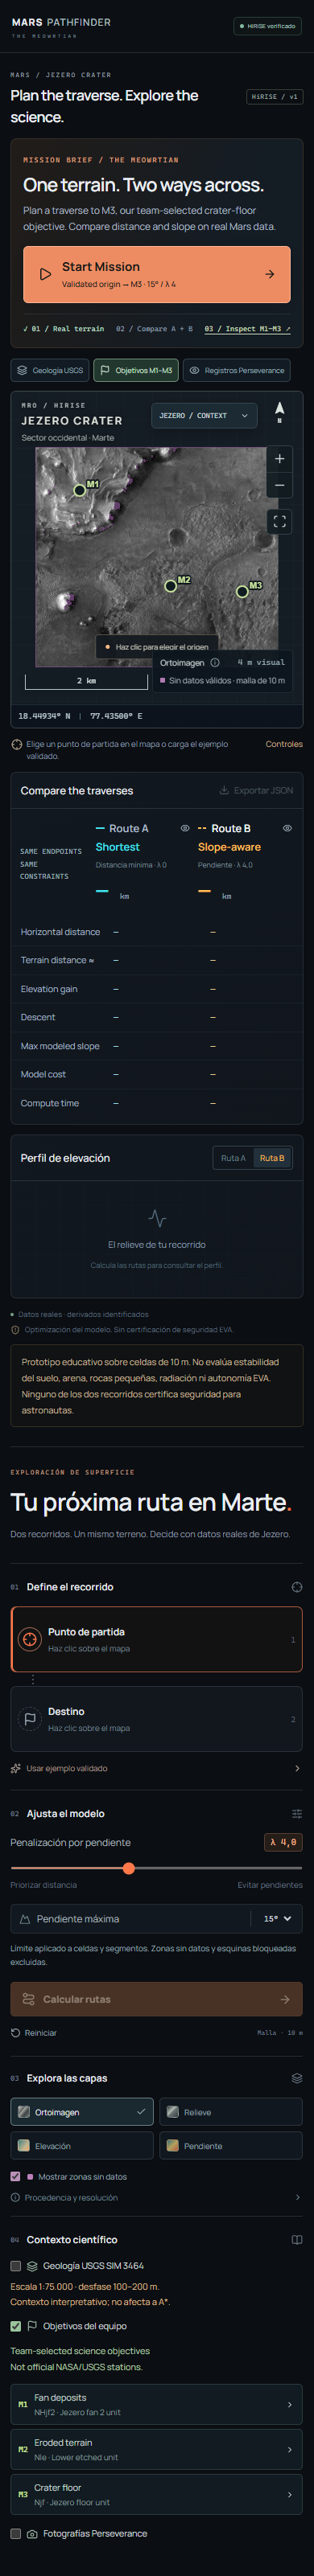 MARS PATHFINDER
THE MEOWRTIAN
HiRISE verificado
MARS / JEZERO CRATER
Plan the traverse. Explore the
science.
HiRISE / v1
MISSION BRIEF / THE MEOWRTIAN
One terrain. Two ways across.
Plan a traverse to M3, our team-selected crater-floor
objective. Compare distance and slope on real Mars data.
Start Mission
Validated origin → M3 · 15° / λ 4
✓ 01 / Real terrain
02 / Compare A + B
03 / Inspect M1–M3 ↗
Geología USGS
Objetivos M1–M3
Registros Perseverance
MRO / HIRISE
JEZERO CRATER
Sector occidental · Marte
JEZERO / CONTEXT
N
M1
M2
M3
Haz clic para elegir el origen
2 km
Ortoimagen
4 m visual
Sin datos válidos · malla de 10 m
18.44934° N | 77.43500° E
Elige un punto de partida en el mapa o carga el ejemplo
validado.
Controles
Compare the traverses
Exportar JSON
SAME ENDPOINTS
SAME
CONSTRAINTS
Route A
Shortest
Distancia mínima · λ 0
— km
Route B
Slope-aware
Pendiente · λ 4,0
— km
Horizontal distance — —
Terrain distance ≈ — —
Elevation gain — —
Descent — —
Max modeled slope — —
Model cost — —
Compute time — —
Perfil de elevación
Ruta A
Ruta B
El relieve de tu recorrido
Calcula las rutas para consultar el perfil.
Datos reales · derivados identificados
Optimización del modelo. Sin certificación de seguridad EVA.
Prototipo educativo sobre celdas de 10 m. No evalúa estabilidad
del suelo, arena, rocas pequeñas, radiación ni autonomía EVA.
Ninguno de los dos recorridos certifica seguridad para
astronautas.
EXPLORACIÓN DE SUPERFICIE
Tu próxima ruta en Marte.
Dos recorridos. Un mismo terreno. Decide con datos reales de Jezero.
01 Define el recorrido
Punto de partida
Haz clic sobre el mapa
1
Destino
Haz clic sobre el mapa
2
Usar ejemplo validado
02 Ajusta el modelo
Penalización por pendiente
λ 4,0
Priorizar distancia
Evitar pendientes
Pendiente máxima
15°
Límite aplicado a celdas y segmentos. Zonas sin datos y esquinas bloqueadas
excluidas.
Calcular rutas
Reiniciar
Malla · 10 m
03 Explora las capas
Ortoimagen
Relieve
Elevación
Pendiente
Mostrar zonas sin datos
Procedencia y resolución
04 Contexto científico
Geología USGS SIM 3464
Escala 1:75.000 · desfase 100–200 m.
Contexto interpretativo; no afecta a A*.
Objetivos del equipo
Team-selected science objectives
Not official NASA/USGS stations.
M1
Fan deposits
NHjf2 · Jezero fan 2 unit
M2
Eroded terrain
Nle · Lower etched unit
M3
Crater floor
Njf · Jezero floor unit
Fotografías Perseverance